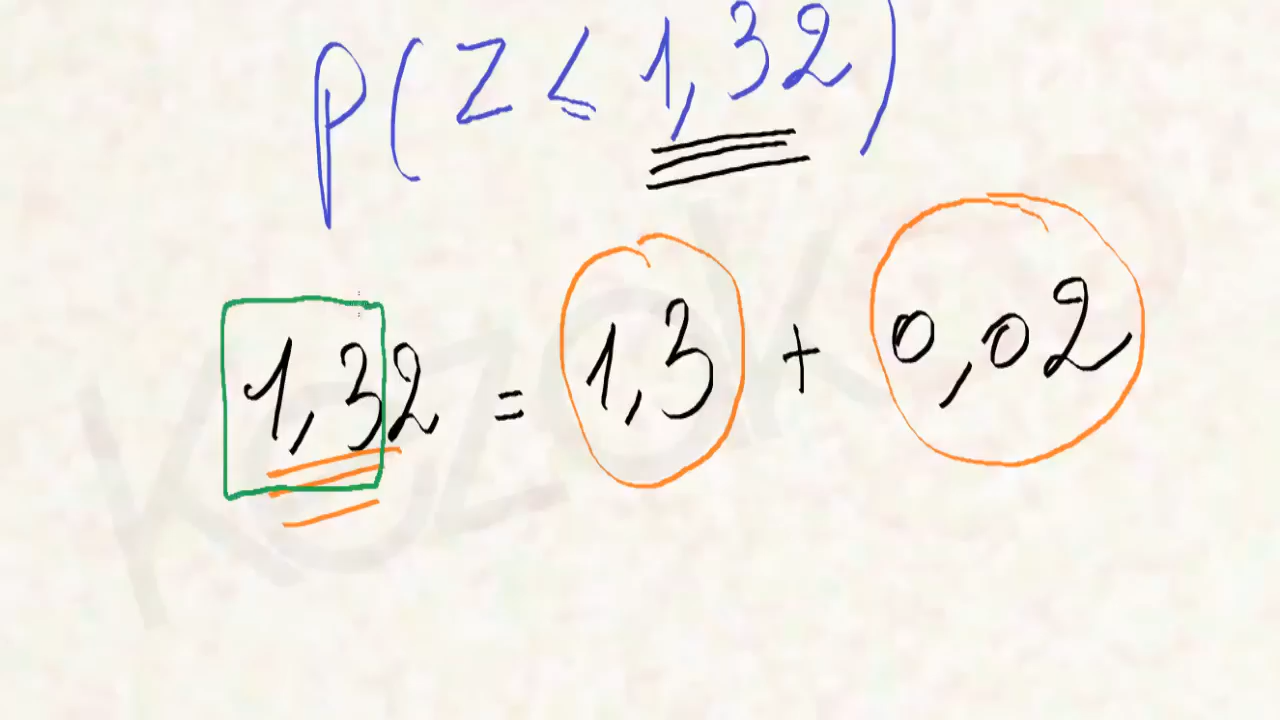 P(Z ≤ 1,32)
1,32 = 1,3 + 0,02